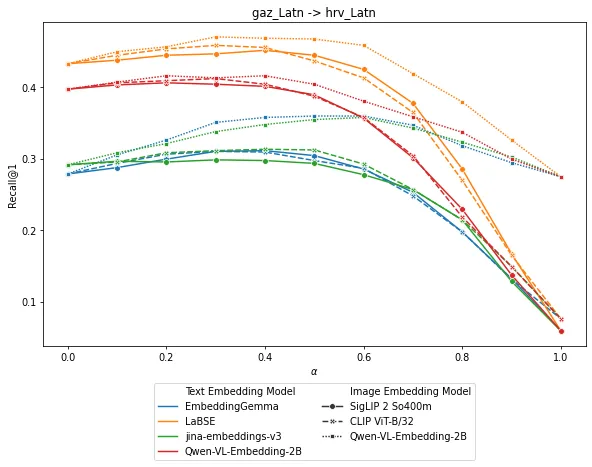 gaz_Latn -> hrv_Latn
Recall@1
0.4
0.3
0.2
0.1
0.0
0.2
0.4
0.6
0.8
1.0
α
Text Embedding Model
EmbeddingGemma
LaBSE
jina-embeddings-v3
Qwen-VL-Embedding-2B
Image Embedding Model
SigLIP 2 So400m
CLIP ViT-B/32
Qwen-VL-Embedding-2B